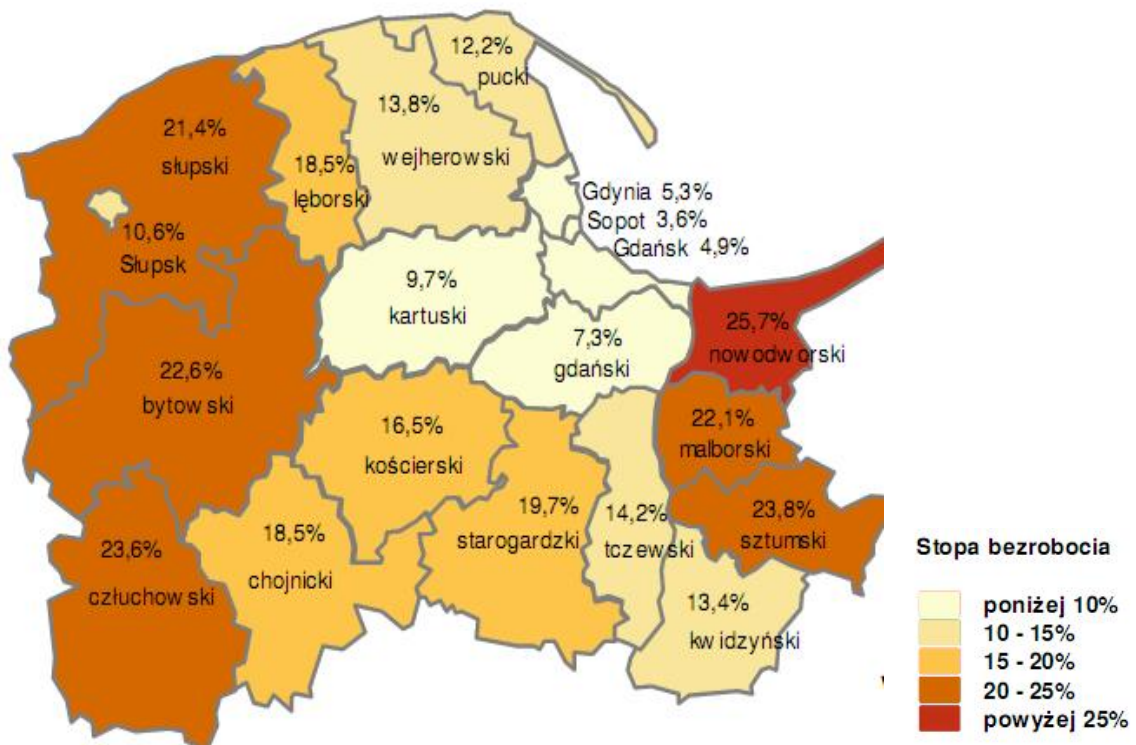 12,2%
pucki
13,8%
wejherowski
21,4%
słupski
18,5%
lęborski
Gdynia 5,3%
Sopot 3,6%
Gdańsk 4,9%
10,6%
Słupsk
9,7%
kartuski
7,3%
gdański
25,7%
nowodworski
22,6%
bytowski
16,5%
kościerski
22,1%
malborski
19,7%
starogardzki
14,2%
tczewski
23,8%
sztumski
23,6%
człuchowski
18,5%
chojnicki
13,4%
kwidzyński
Stopa bezrobocia
poniżej 10%
10 - 15%
15 - 20%
20 - 25%
powyżej 25%